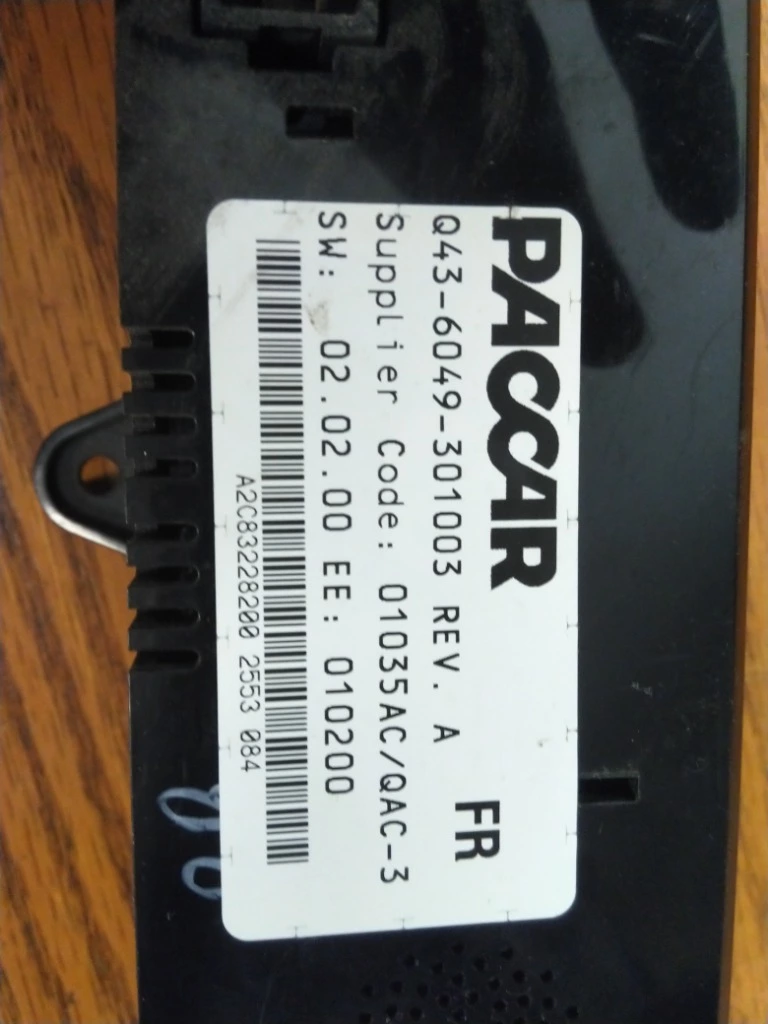 PACCAR
FR
Q43-6049-301003 REV. A
Supplier Code: 01035AC/QAC-3
SW: 02.02.00 EE: 010200
A2C83228200 2553 084